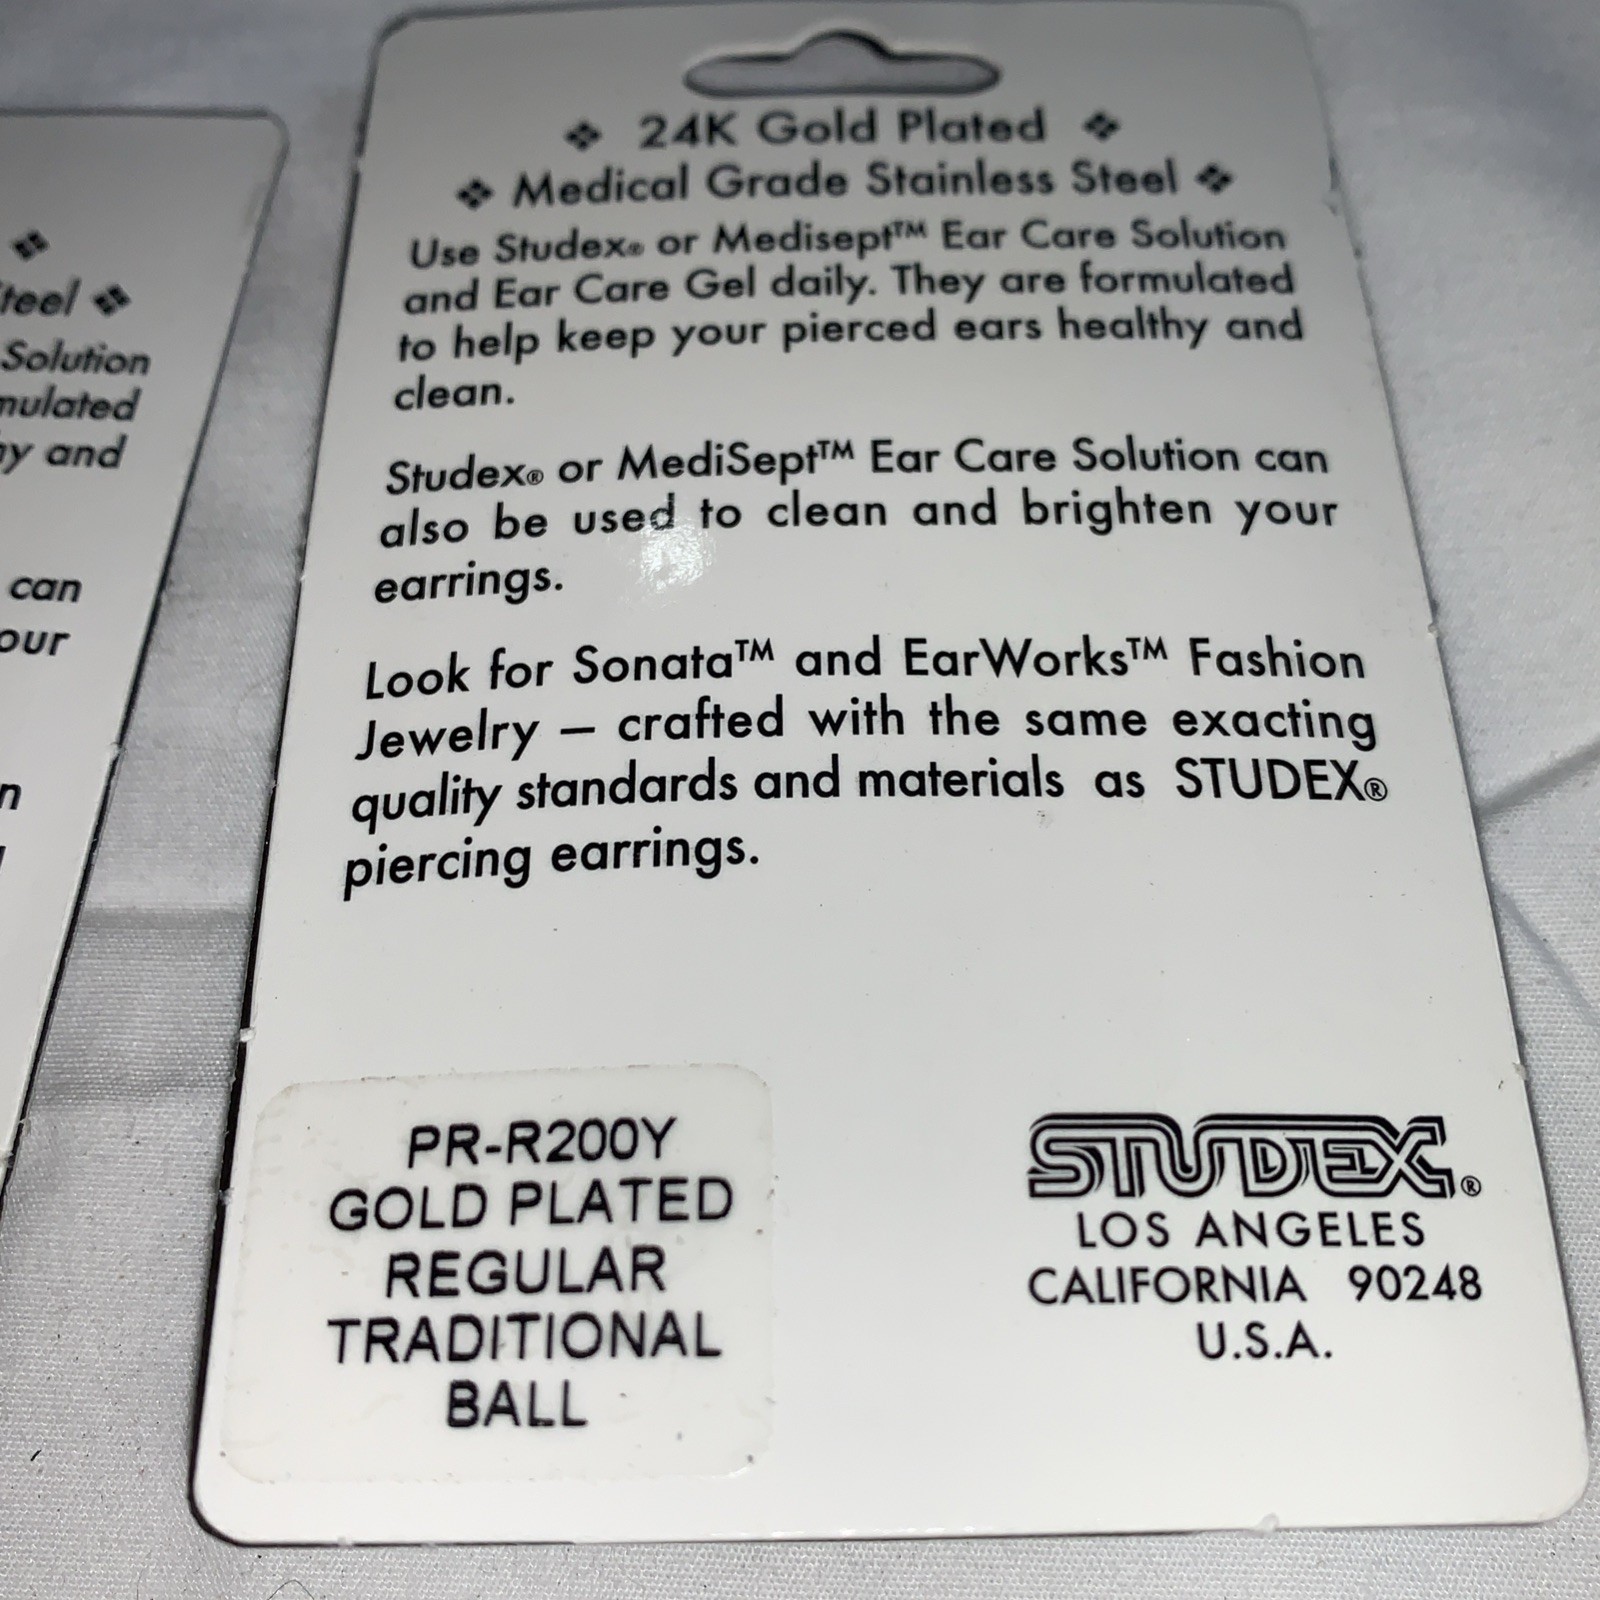 24K Gold Plated
Medical Grade Stainless Steel
Use Studex® or Medisept™ Ear Care Solution
and Ear Care Gel daily. They are formulated
to help keep your pierced ears healthy and
clean.
Studex® or MediSept™ Ear Care Solution can
also be used to clean and brighten your
earrings.
Look for Sonata™ and EarWorks™ Fashion
Jewelry – crafted with the same exacting
quality standards and materials as STUDEX®
piercing earrings.
PR-R200Y
GOLD PLATED
REGULAR
TRADITIONAL
BALL
STUDEX®
LOS ANGELES
CALIFORNIA 90248
U.S.A.
Solution
and
can